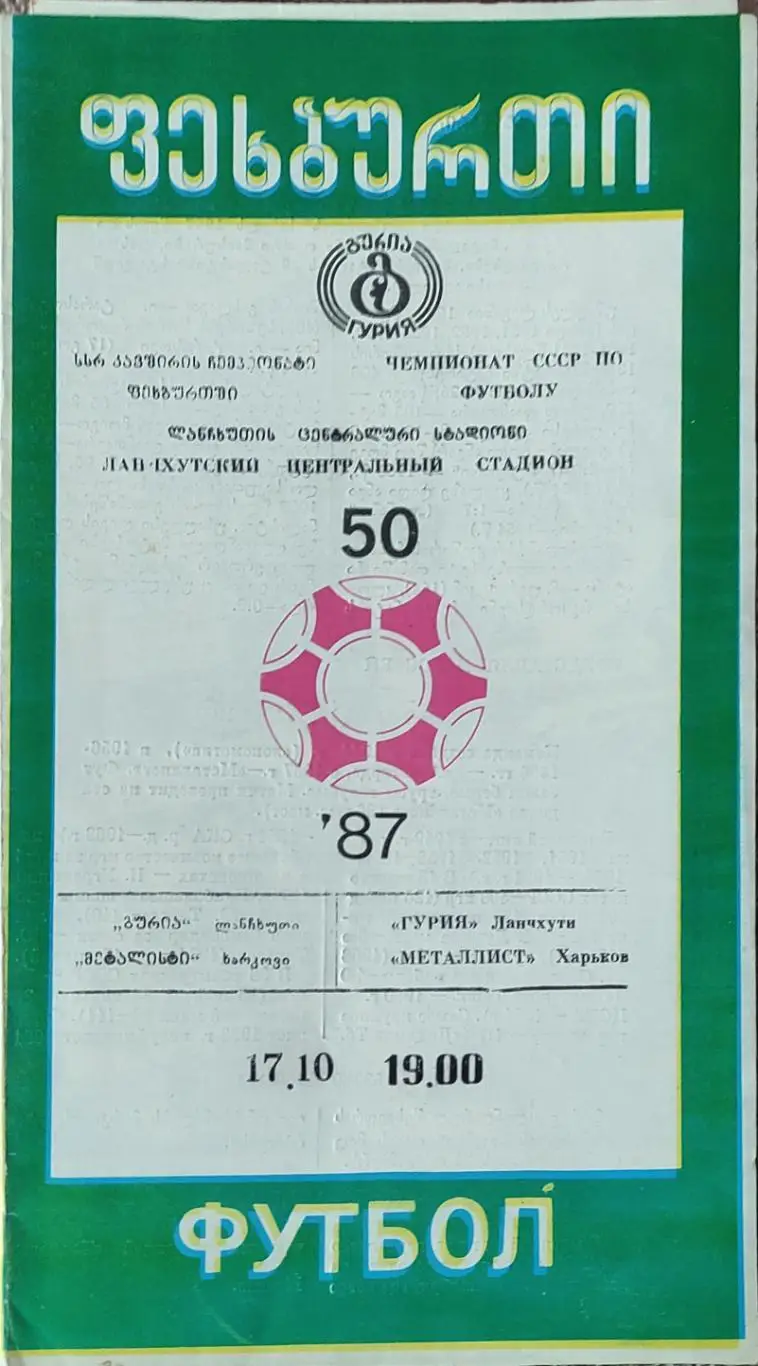 ფეხბურთი
გურია
ГУРИЯ
სსრ კავშირის ჩემპიონატი
ფეხბურთში
ЧЕМПИОНАТ СССР ПО
ФУТБОЛУ
ლანჩხუთის ცენტრალური სტადიონი
ЛАНЧХУТСКИЙ ЦЕНТРАЛЬНЫЙ СТАДИОН
50
'87
„გურია“ ლანჩხუთი
„მეტალისტი“ ხარკოვი
«ГУРИЯ» Ланчхути
«МЕТАЛЛИСТ» Харьков
17.10 19.00
ФУТБОЛ